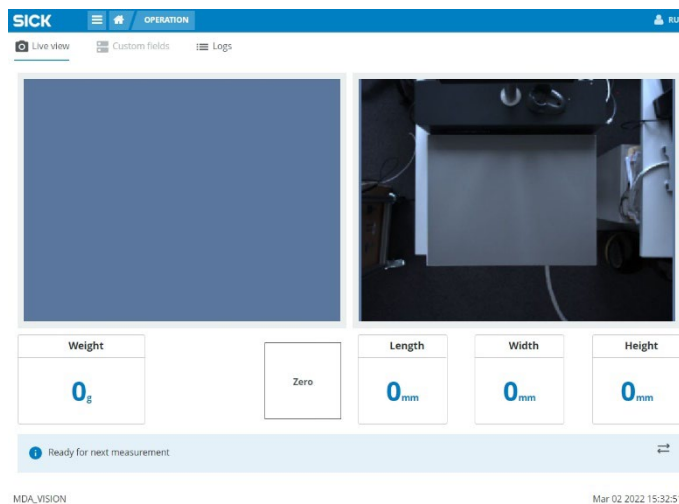 SICK OPERATION RU
Live view Custom fields Logs
Weight Length Width Height
0g Zero 0mm 0mm 0mm
Ready for next measurement
MDA_VISION Mar 02 2022 15:32:5